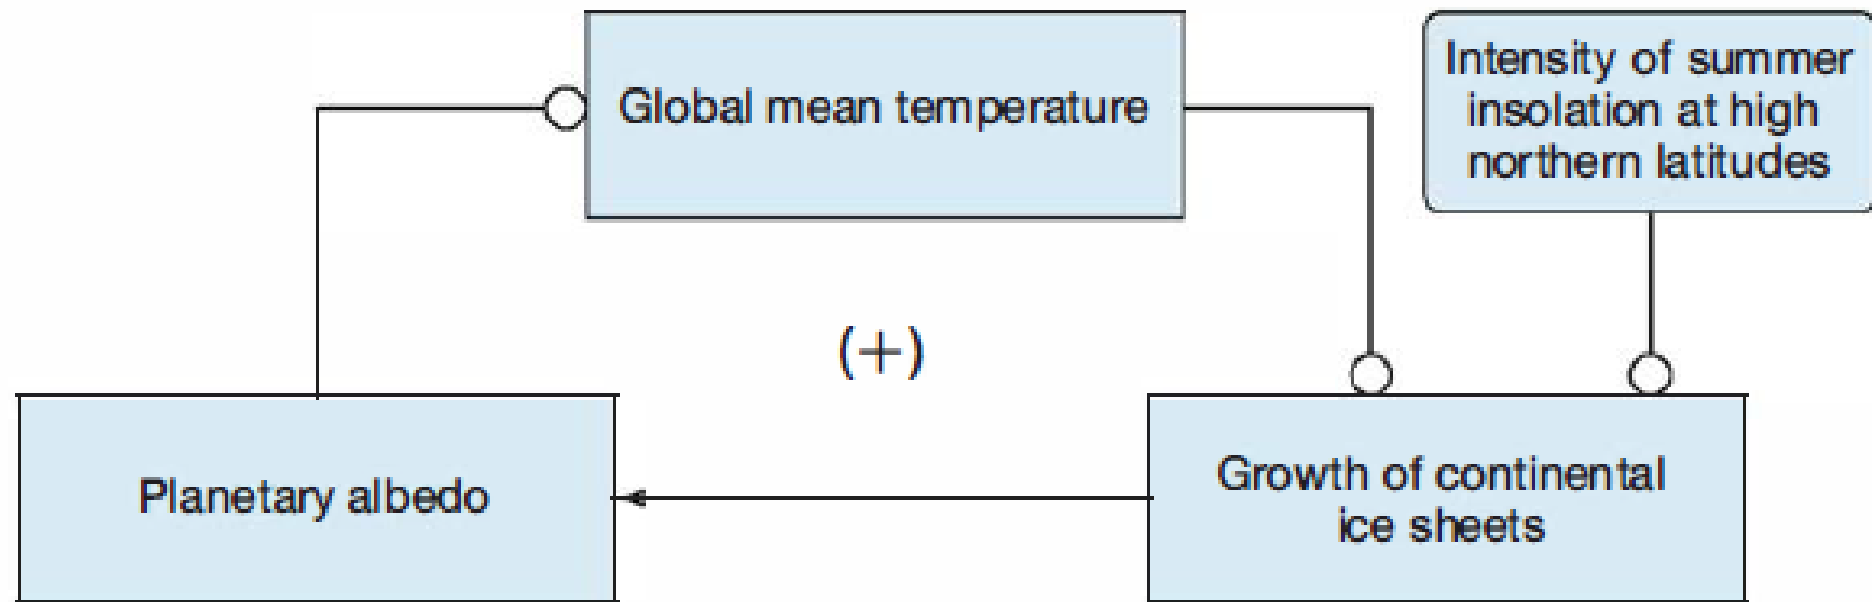 Global mean temperature
Intensity of summer
insolation at high
northern latitudes
(+)
Planetary albedo
Growth of continental
ice sheets